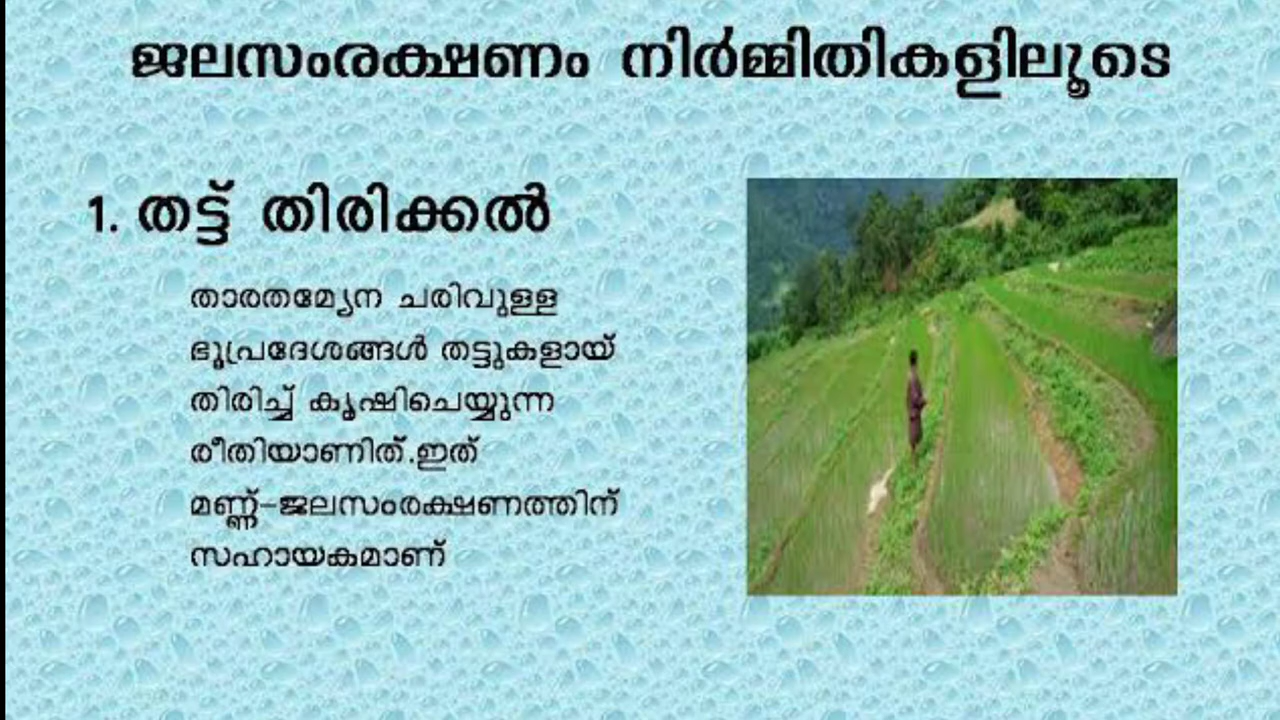 ജലസംരക്ഷണം നിർമ്മിതികളിലൂടെ
1. തട്ട് തിരിക്കൽ
താരതമ്യേന ചരിവുള്ള
ഭൂപ്രദേശങ്ങൾ തട്ടുകളായ്
തിരിച്ച് കൃഷിചെയ്യുന്ന
രീതിയാണിത്.ഇത്
മണ്ണ്-ജലസംരക്ഷണത്തിന്
സഹായകമാണ്